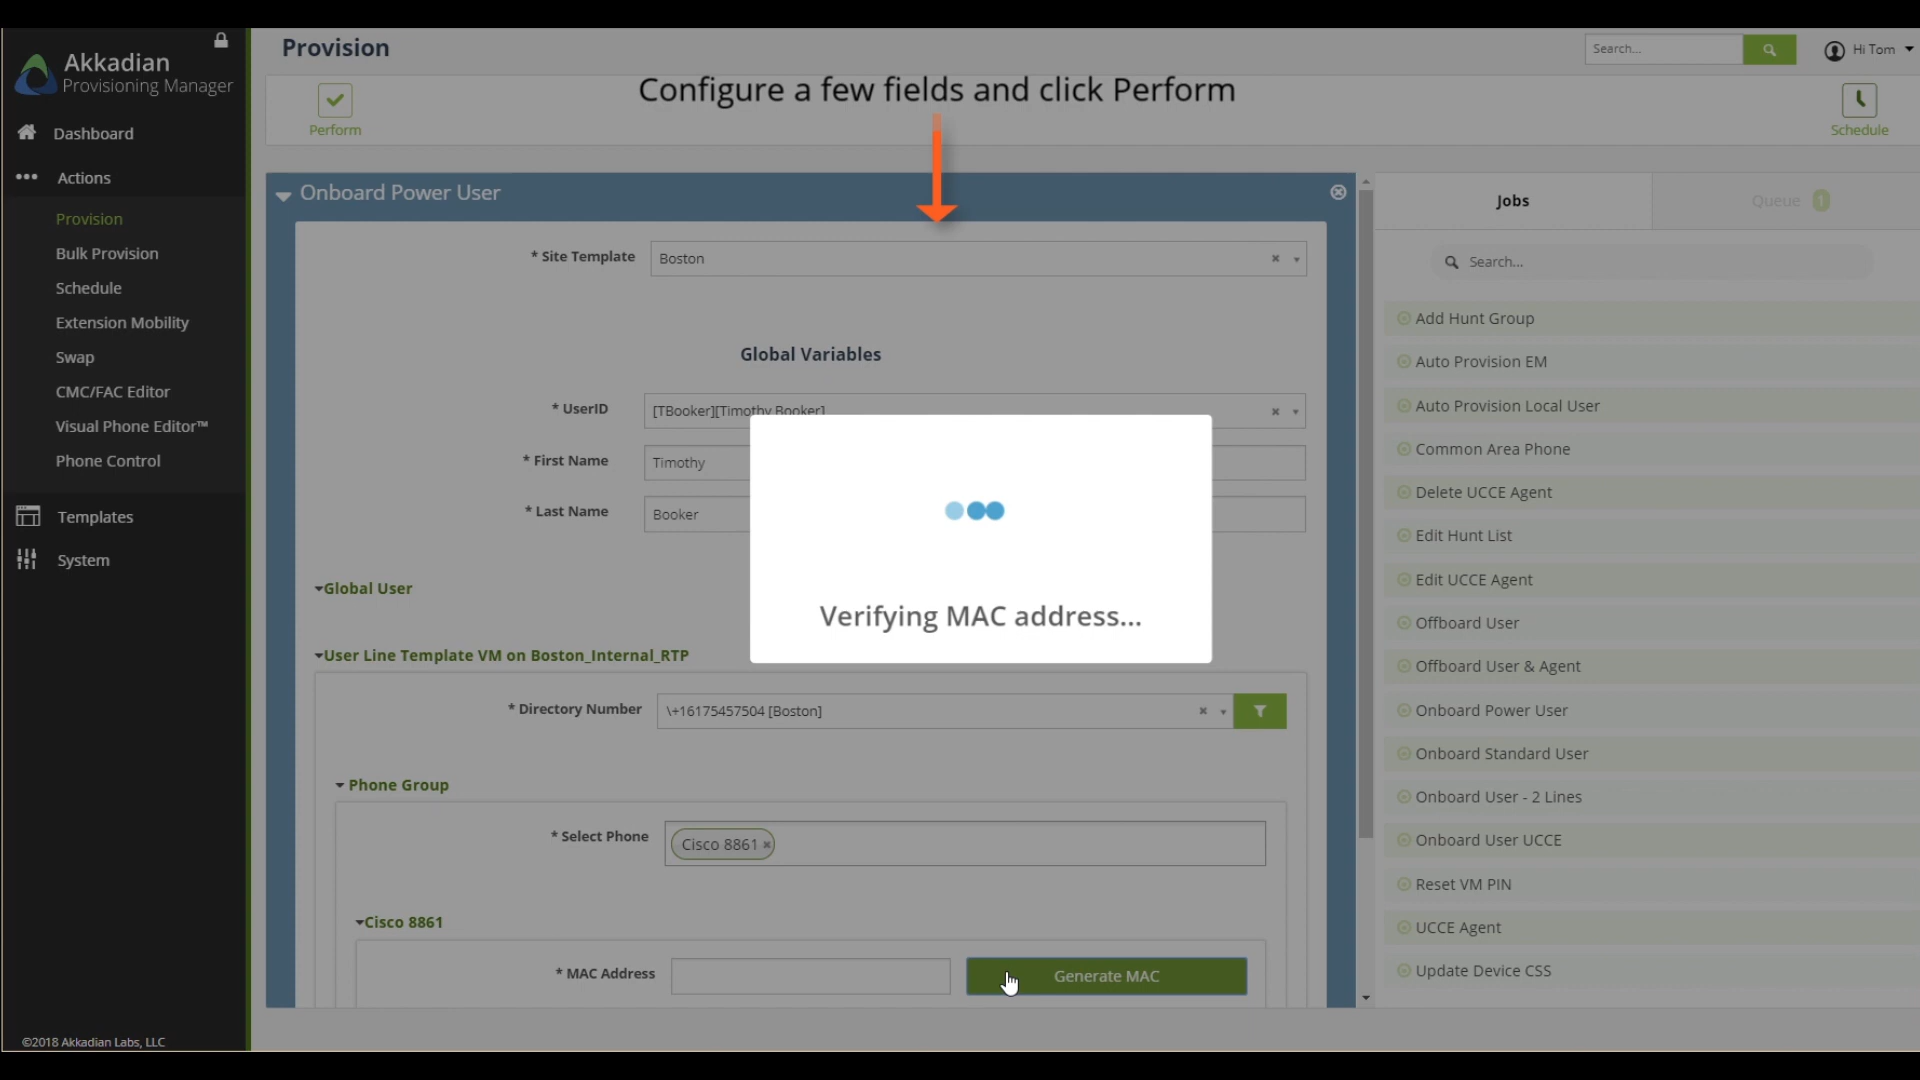 Akkadian
Provisioning Manager
Dashboard
Actions
Provision
Bulk Provision
Schedule
Extension Mobility
Swap
CMC/FAC Editor
Visual Phone Editor™
Phone Control
Templates
System
©2018 Akkadian Labs, LLC
Provision
Search...
Hi Tom
Perform
Configure a few fields and click Perform
Schedule
Onboard Power User
* Site Template
Boston
Global Variables
* UserID
[TBooker][Timothy Booker]
* First Name
Timothy
* Last Name
Booker
Global User
User Line Template VM on Boston_Internal_RTP
* Directory Number
\+16175457504 [Boston]
Phone Group
* Select Phone
Cisco 8861
Cisco 8861
* MAC Address
Generate MAC
Verifying MAC address...
Jobs
Queue 1
Search...
Add Hunt Group
Auto Provision EM
Auto Provision Local User
Common Area Phone
Delete UCCE Agent
Edit Hunt List
Edit UCCE Agent
Offboard User
Offboard User & Agent
Onboard Power User
Onboard Standard User
Onboard User - 2 Lines
Onboard User UCCE
Reset VM PIN
UCCE Agent
Update Device CSS